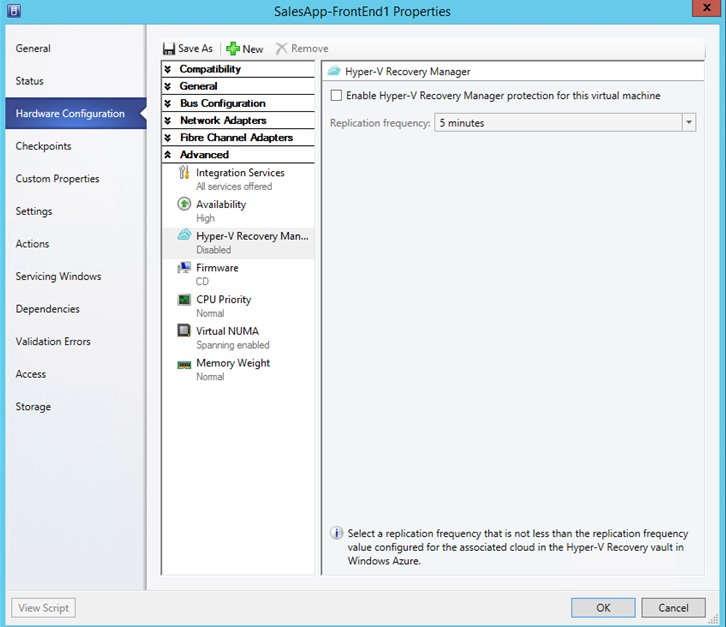 SalesApp-FrontEnd1 Properties
x
General
Status
Hardware Configuration
Checkpoints
Custom Properties
Settings
Actions
Servicing Windows
Dependencies
Validation Errors
Access
Storage
Save As
New
Remove
Compatibility
General
Bus Configuration
Network Adapters
Fibre Channel Adapters
Advanced
Integration Services
All services offered
Availability
High
Hyper-V Recovery Man...
Disabled
Firmware
CD
CPU Priority
Normal
Virtual NUMA
Spanning enabled
Memory Weight
Normal
Hyper-V Recovery Manager
Enable Hyper-V Recovery Manager protection for this virtual machine
Replication frequency: 5 minutes
Select a replication frequency that is not less than the replication frequency
value configured for the associated cloud in the Hyper-V Recovery vault in
Windows Azure.
View Script
OK
Cancel